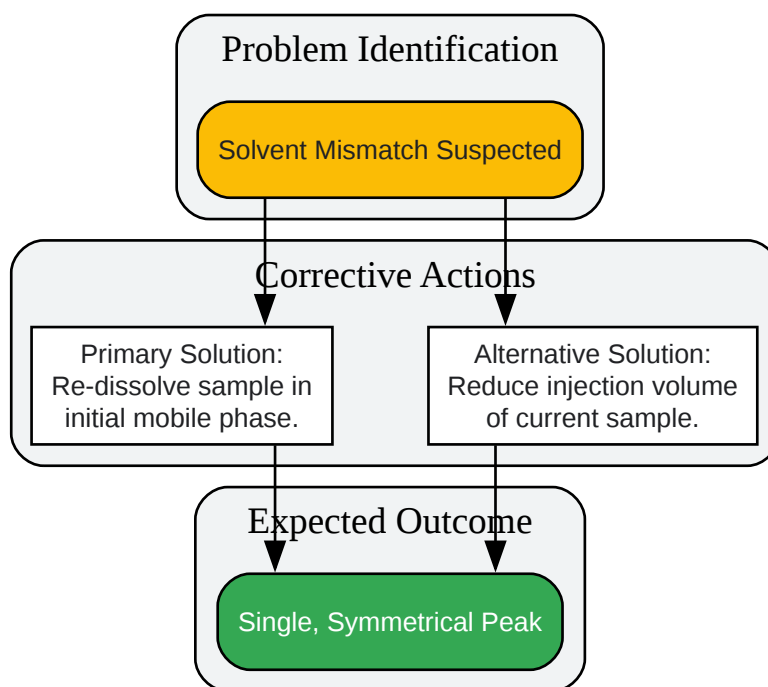 Problem Identification
Solvent Mismatch Suspected
Corrective Actions
Primary Solution:
Re-dissolve sample in
initial mobile phase.
Alternative Solution:
Reduce injection volume
of current sample.
Expected Outcome
Single, Symmetrical Peak